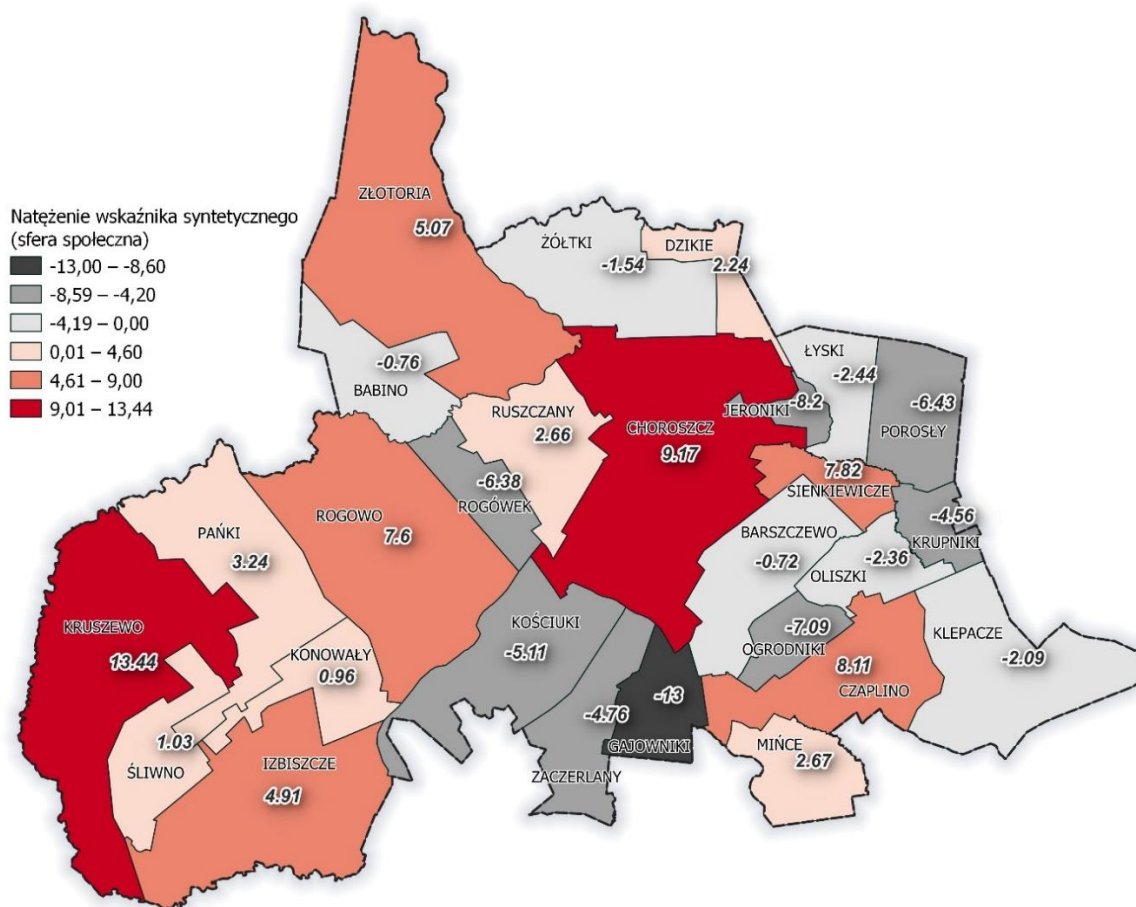 ZŁOTORIA
5.07
Natężenie wskaźnika syntetycznego
(sfera społeczna)
-13,00 – -8,60
-8,59 – -4,20
-4,19 – 0,00
0,01 – 4,60
4,61 – 9,00
9,01 – 13,44
ŻÓŁTKI
-1.54
DZIKIE
2.24
-0.76
BABINO
ŁYSKI
-2.44
RUSZCZANY
2.66
JERONIKI
-8.2
-6.43
POROSŁY
CHOROSZCZ
9.17
-6.38
ROGÓWEK
7.82
SIENKIEWICZE
ROGOWO
7.6
PAŃKI
3.24
BARSZCZEWO
-0.72
-4.56
KRUPNIKI
-2.36
OLISZKI
KOŚCIUKI
-5.11
-7.09
OGRODNIKI
KLEPACZE
-2.09
KRUSZEWO
13.44
KONOWAŁY
0.96
8.11
CZAPLINO
-13
GAJOWNIKI
-4.76
ZACZERLANY
1.03
ŚLIWNO
IZBISZCZE
4.91
MIŃCE
2.67